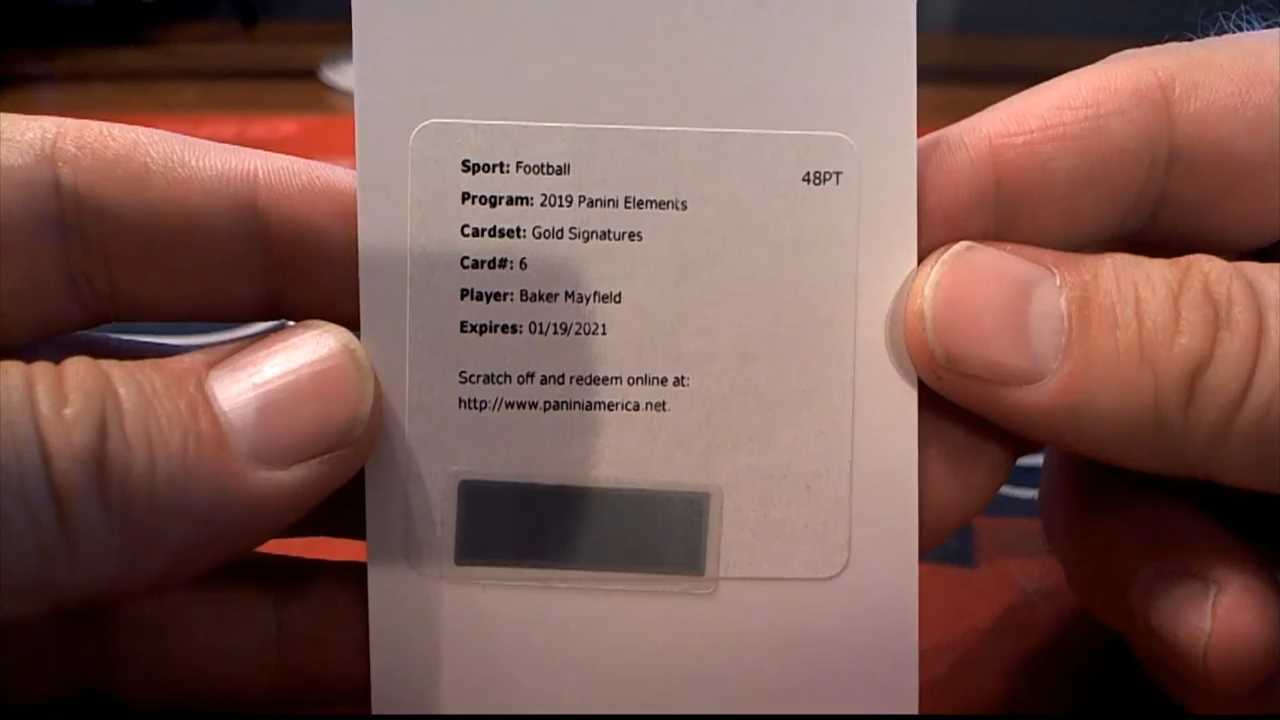 Sport: Football
48PT
Program: 2019 Panini Elements
Cardset: Gold Signatures
Card#: 6
Player: Baker Mayfield
Expires: 01/19/2021
Scratch off and redeem online at:
http://www.paniniamerica.net.